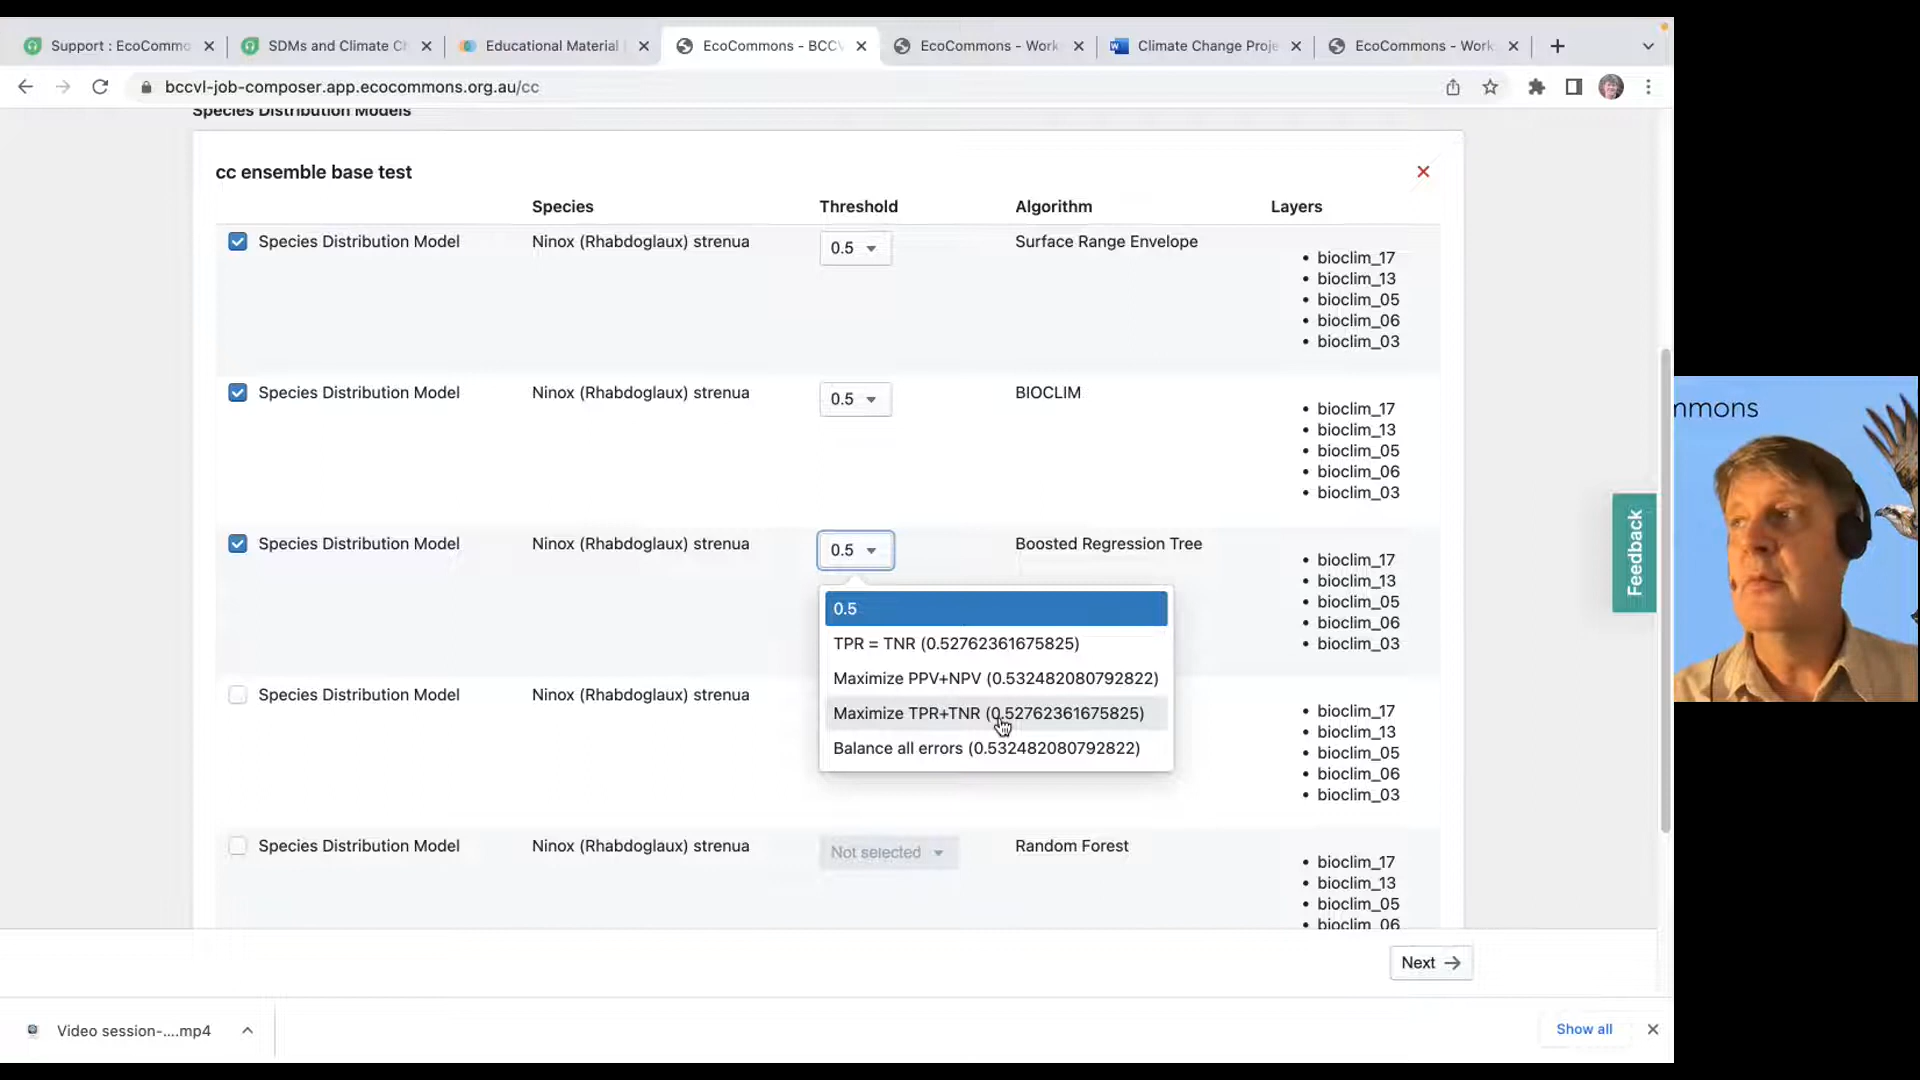 Support : EcoCommo
SDMs and Climate C
Educational Material
EcoCommons - BCCV
EcoCommons - Work
Climate Change Proje
EcoCommons - Work
bccvl-job-composer.app.ecocommons.org.au/cc
Species Distribution Models
cc ensemble base test
Species Threshold Algorithm Layers
Species Distribution Model Ninox (Rhabdoglaux) strenua 0.5 Surface Range Envelope
• bioclim_17
• bioclim_13
• bioclim_05
• bioclim_06
• bioclim_03
Species Distribution Model Ninox (Rhabdoglaux) strenua 0.5 BIOCLIM
• bioclim_17
• bioclim_13
• bioclim_05
• bioclim_06
• bioclim_03
Species Distribution Model Ninox (Rhabdoglaux) strenua 0.5 Boosted Regression Tree
• bioclim_17
• bioclim_13
• bioclim_05
• bioclim_06
• bioclim_03
0.5
TPR = TNR (0.52762361675825)
Maximize PPV+NPV (0.532482080792822)
Maximize TPR+TNR (0.52762361675825)
Balance all errors (0.532482080792822)
Species Distribution Model Ninox (Rhabdoglaux) strenua
• bioclim_17
• bioclim_13
• bioclim_05
• bioclim_06
• bioclim_03
Species Distribution Model Ninox (Rhabdoglaux) strenua Not selected Random Forest
• bioclim_17
• bioclim_13
• bioclim_05
• bioclim_06
Next
Feedback
mmons
Video session-....mp4
Show all